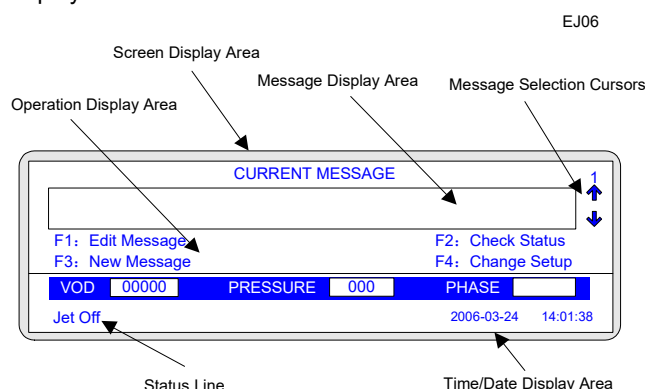 EJ06
Screen Display Area
Message Display Area
Message Selection Cursors
Operation Display Area
CURRENT MESSAGE
1
F1: Edit Message
F2: Check Status
F3: New Message
F4: Change Setup
VOD 00000 PRESSURE 000 PHASE
Jet Off
2006-03-24 14:01:38
Status Line
Time/Date Display Area